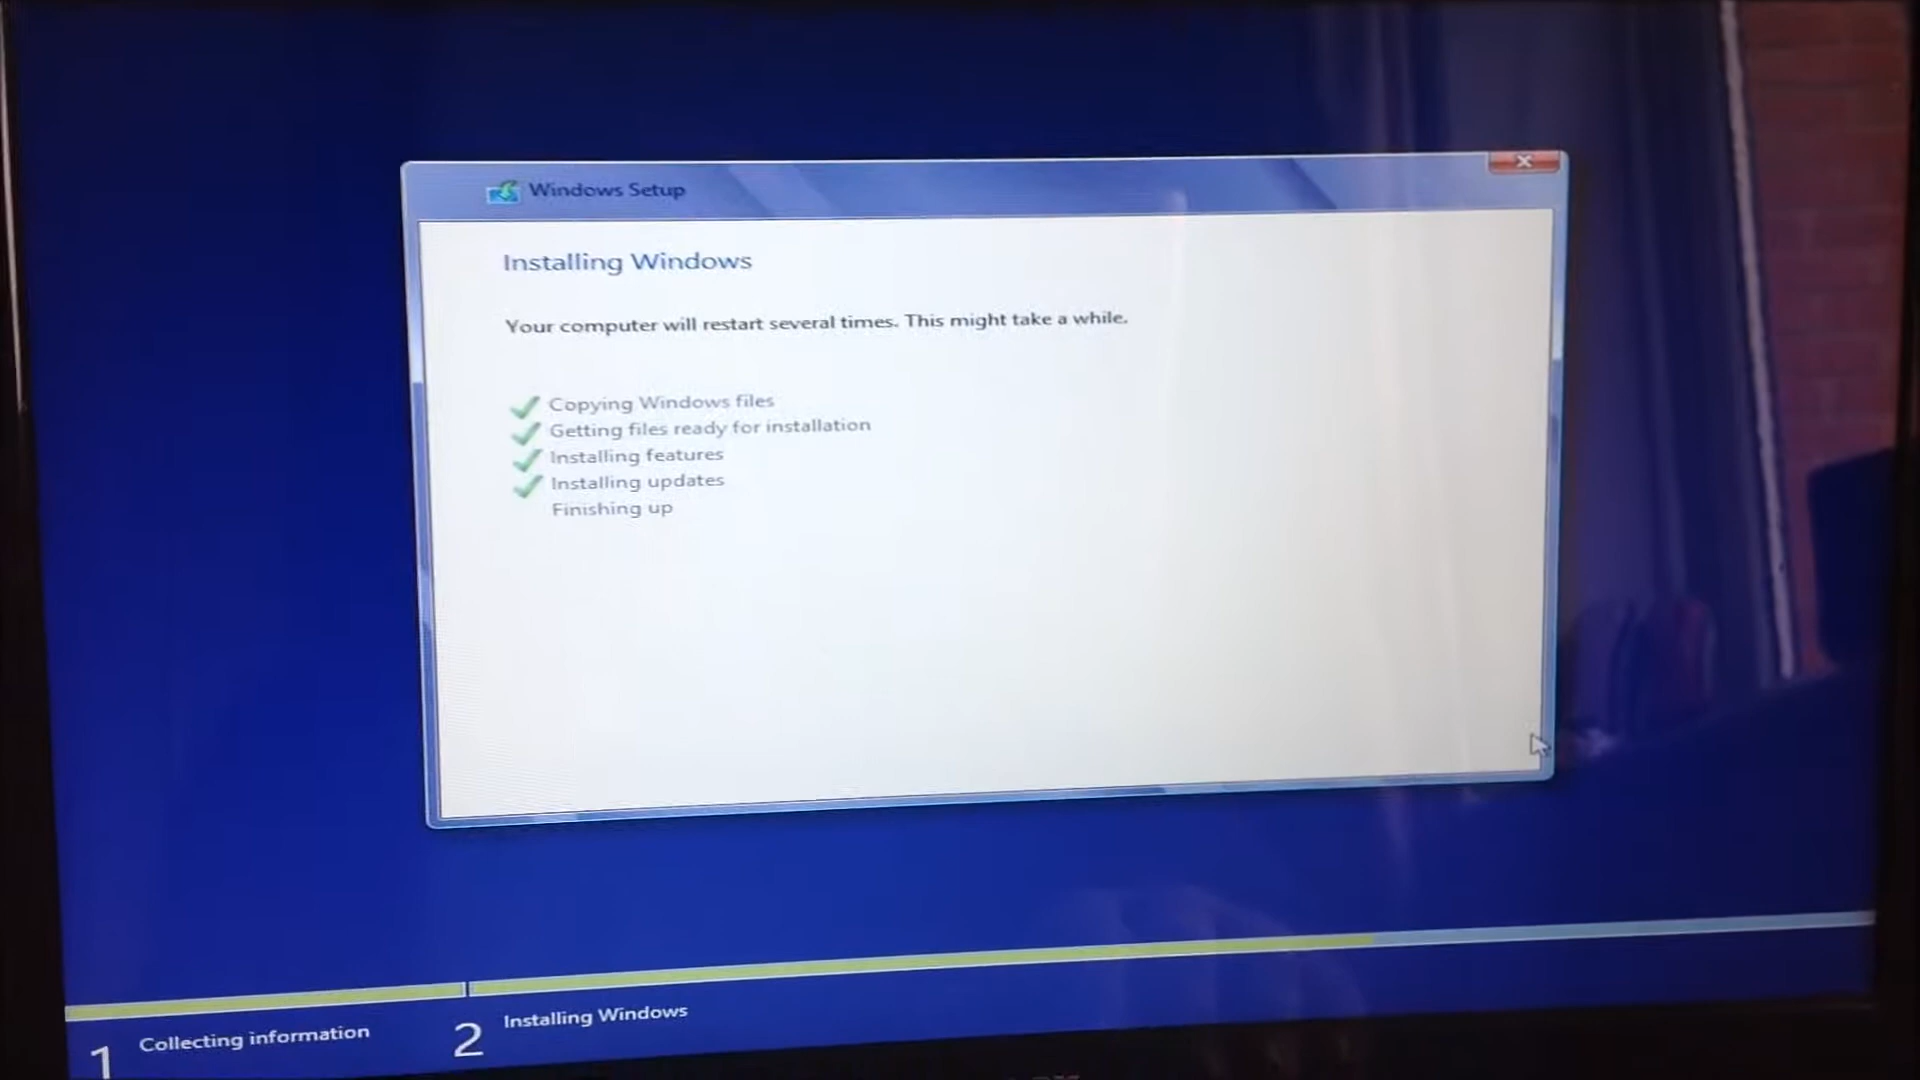 Windows Setup
Installing Windows
Your computer will restart several times. This might take a while.
Copying Windows files
Getting files ready for installation
Installing features
Installing updates
Finishing up
1 Collecting information
2 Installing Windows